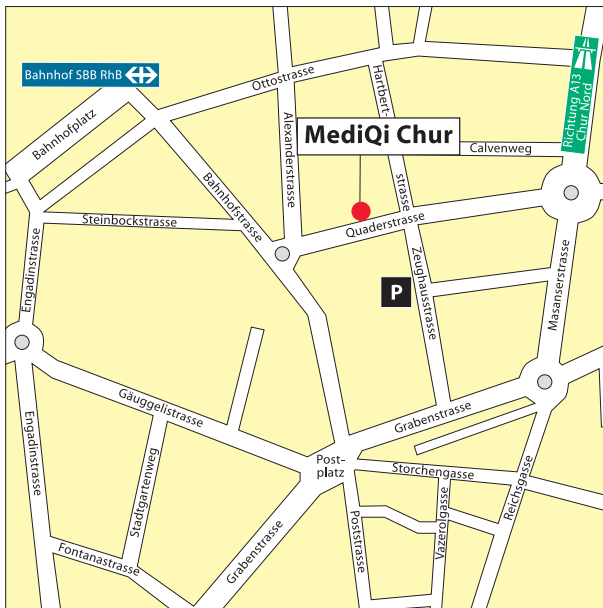 Bahnhof SBB RhB
Ottostrasse
Hartbert-
strasse
Richtung A13
Chur Nord
Bahnhofplatz
Alexanderstrasse
MediQi Chur
Calvenweg
Bahnhofstrasse
Steinbockstrasse
Quaderstrasse
Engadinstrasse
Zeughausstrasse
P
Masanserstrasse
Gäuggelistrasse
Grabenstrasse
Engadinstrasse
Stadtgartenweg
Post-
platz
Storchengasse
Reichsgasse
Vazerolgasse
Poststrasse
Grabenstrasse
Fontanastrasse